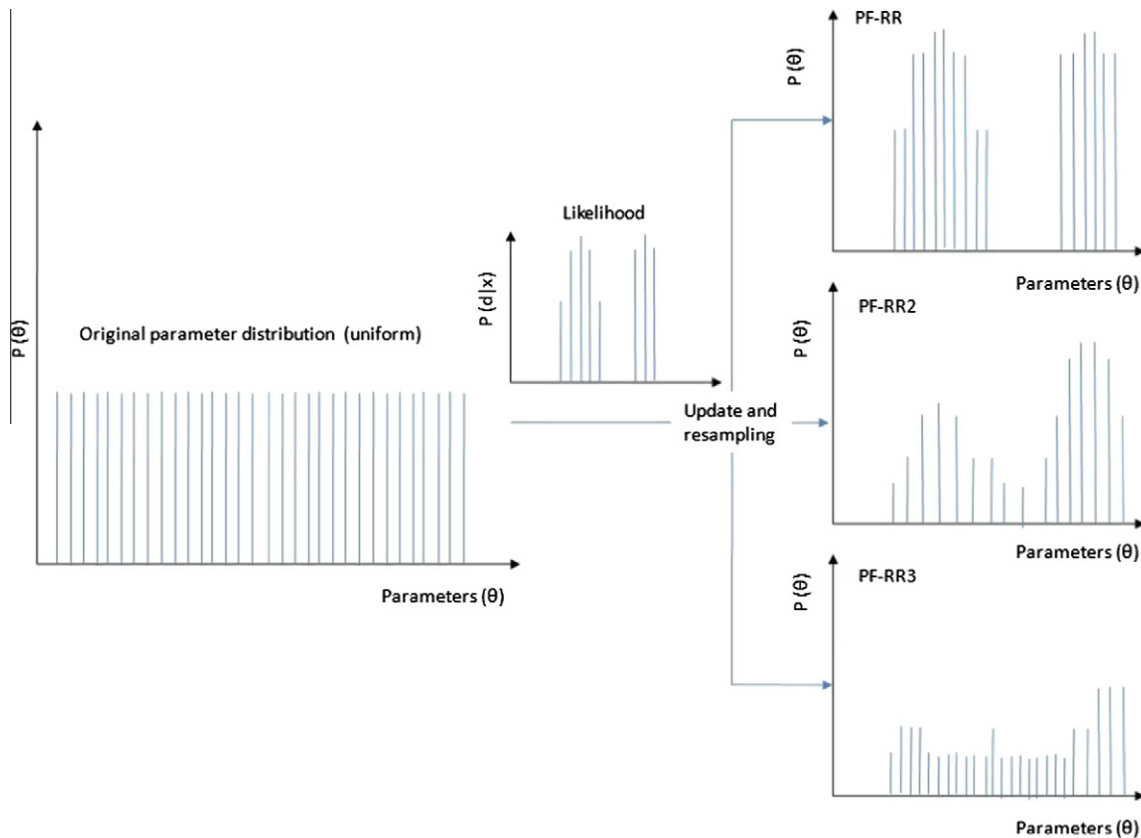 P (θ)
Original parameter distribution (uniform)
Parameters (θ)
Likelihood
P (d|x)
Update and
resampling
PF-RR
P (θ)
Parameters (θ)
PF-RR2
P (θ)
Parameters (θ)
PF-RR3
P (θ)
Parameters (θ)